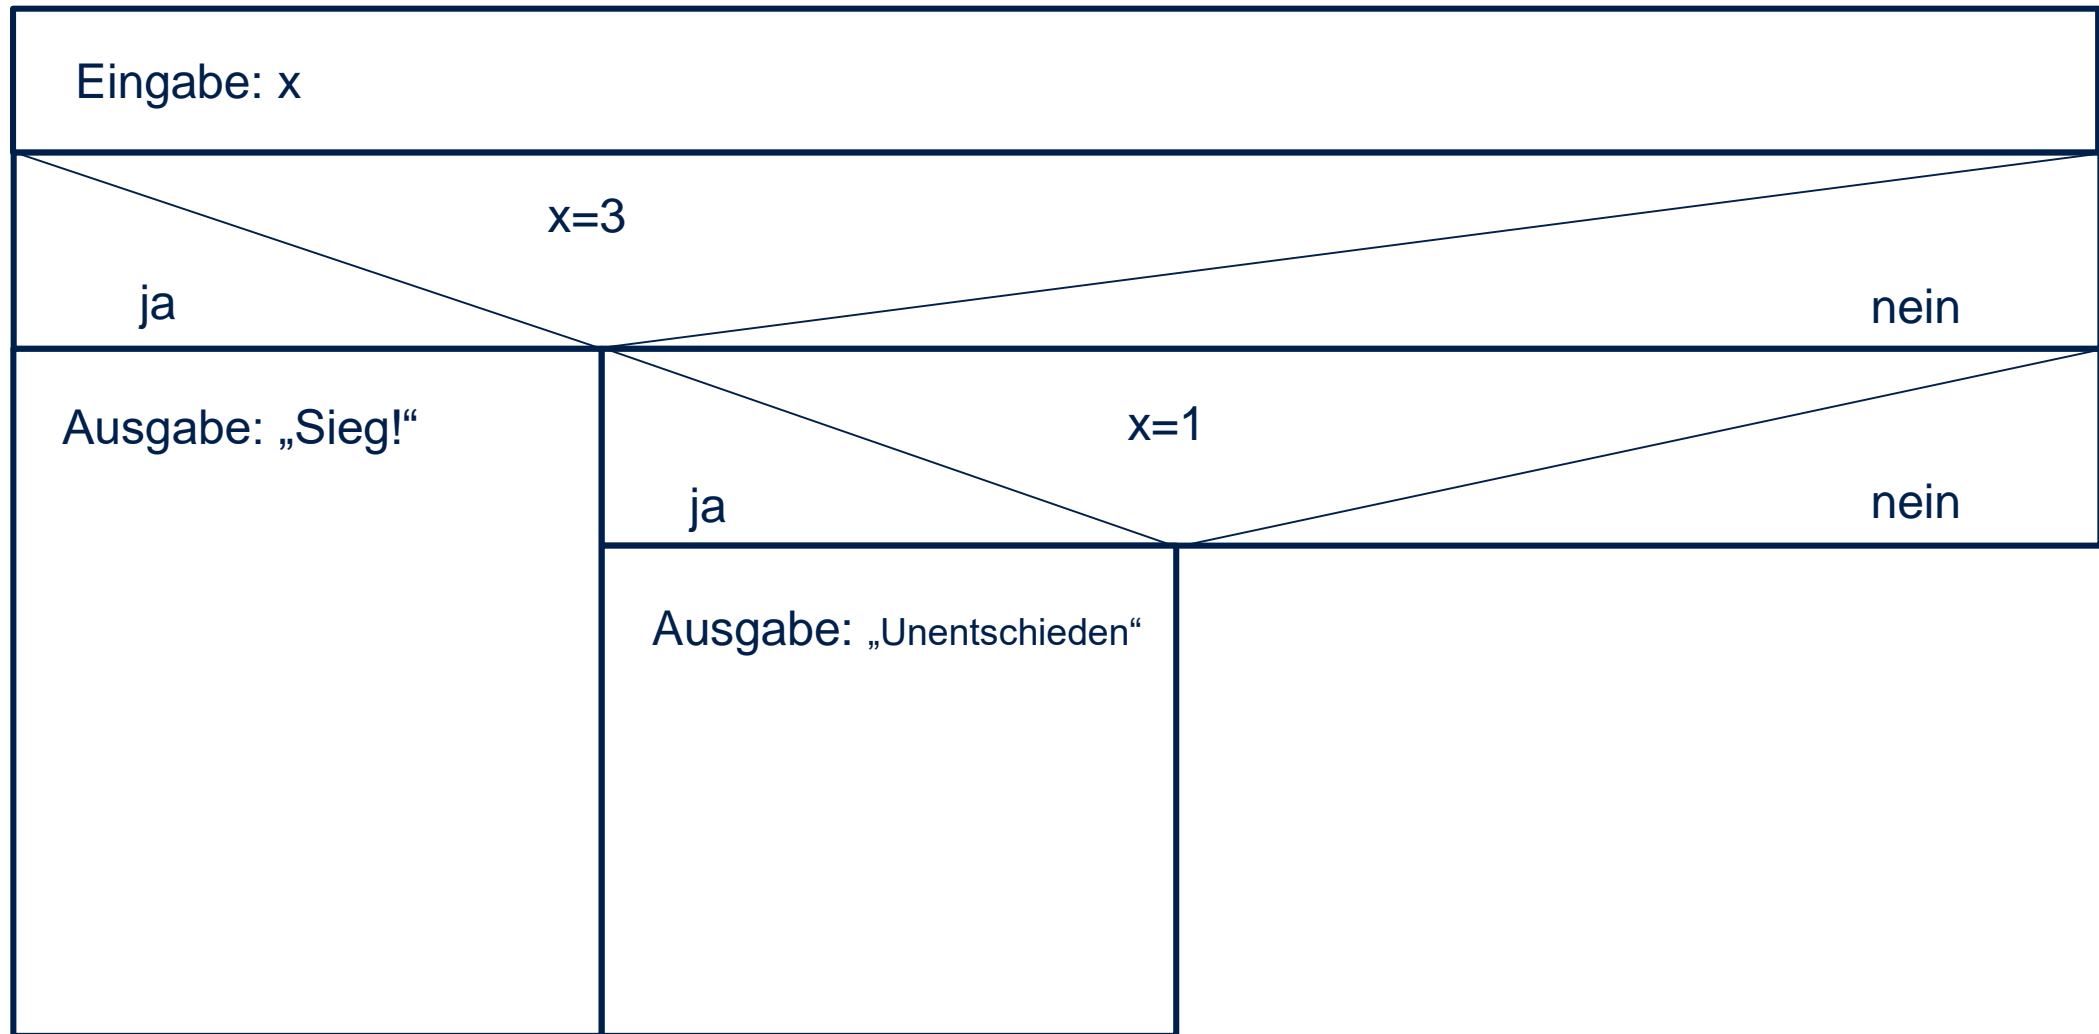 Eingabe: x
x=3
ja
nein
Ausgabe: „Sieg!“
x=1
ja
nein
Ausgabe: „Unentschieden“